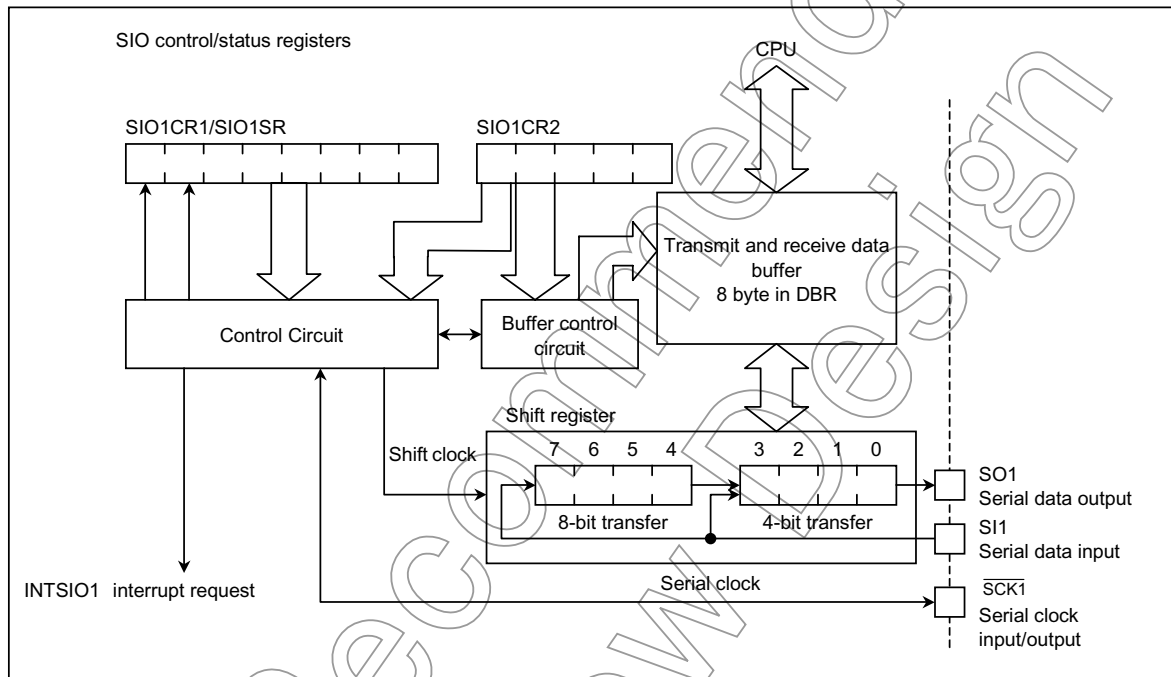 SIO control/status registers
CPU
SIO1CR1/SIO1SR
SIO1CR2
Transmit and receive data
buffer
8 byte in DBR
Control Circuit
Buffer control
circuit
Shift register
7 6 5 4 3 2 1 0
Shift clock
8-bit transfer
4-bit transfer
SO1
Serial data output
SI1
Serial data input
INTSIO1 interrupt request
Serial clock
SCK1
Serial clock
input/output